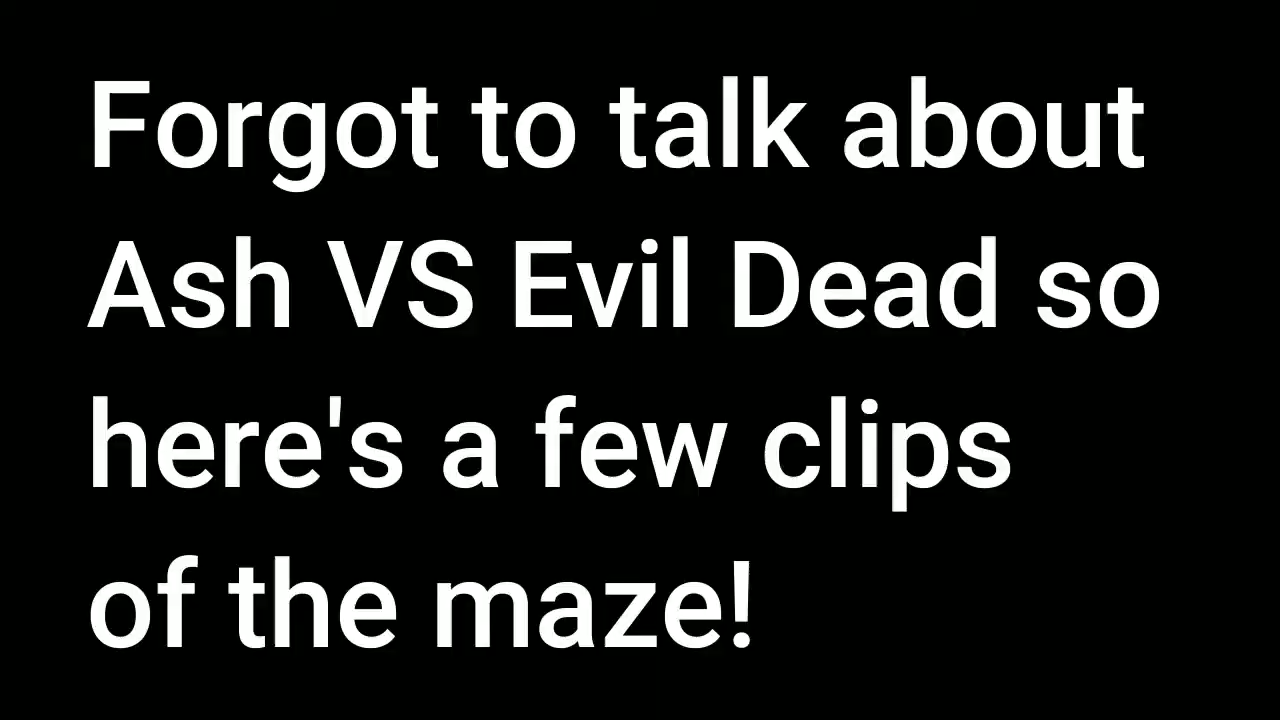 Forgot to talk about
Ash VS Evil Dead so
here's a few clips
of the maze!